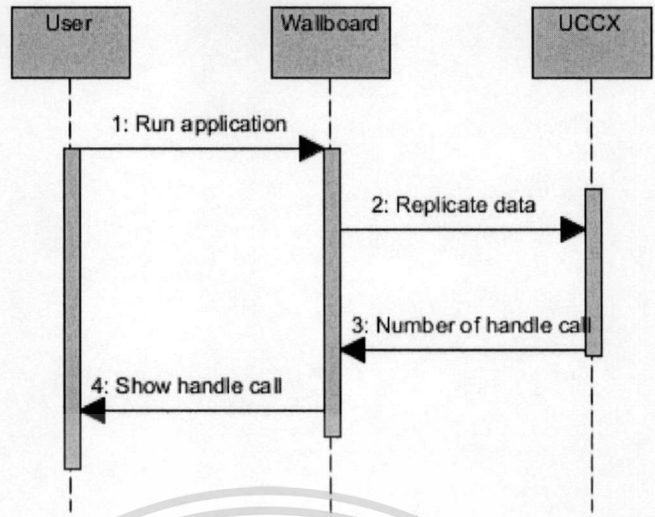 User
Wallboard
UCCX
1: Run application
2: Replicate data
3: Number of handle call
4: Show handle call